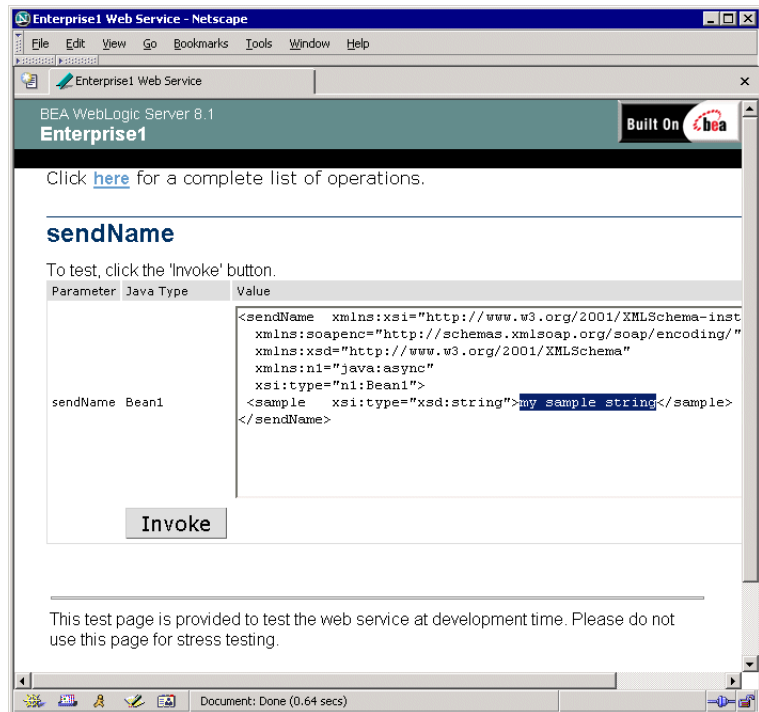 Enterprise1 Web Service - Netscape
File Edit View Go Bookmarks Tools Window Help
Enterprise1 Web Service
BEA WebLogic Server 8.1
Enterprise1
Built On bea
Click here for a complete list of operations.
sendName
To test, click the 'Invoke' button.
Parameter Java Type Value
<sendName xmlns:xsi="http://www.w3.org/2001/XMLSchema-inst
xmlns:soapenc="http://schemas.xmlsoap.org/soap/encoding/"
xmlns:xsd="http://www.w3.org/2001/XMLSchema"
xmlns:n1="java:async"
xsi:type="n1:Bean1">
sendName Bean1 <sample xsi:type="xsd:string">my sample string</sample>
</sendName>
Invoke
This test page is provided to test the web service at development time. Please do not
use this page for stress testing.
Document: Done (0.64 secs)